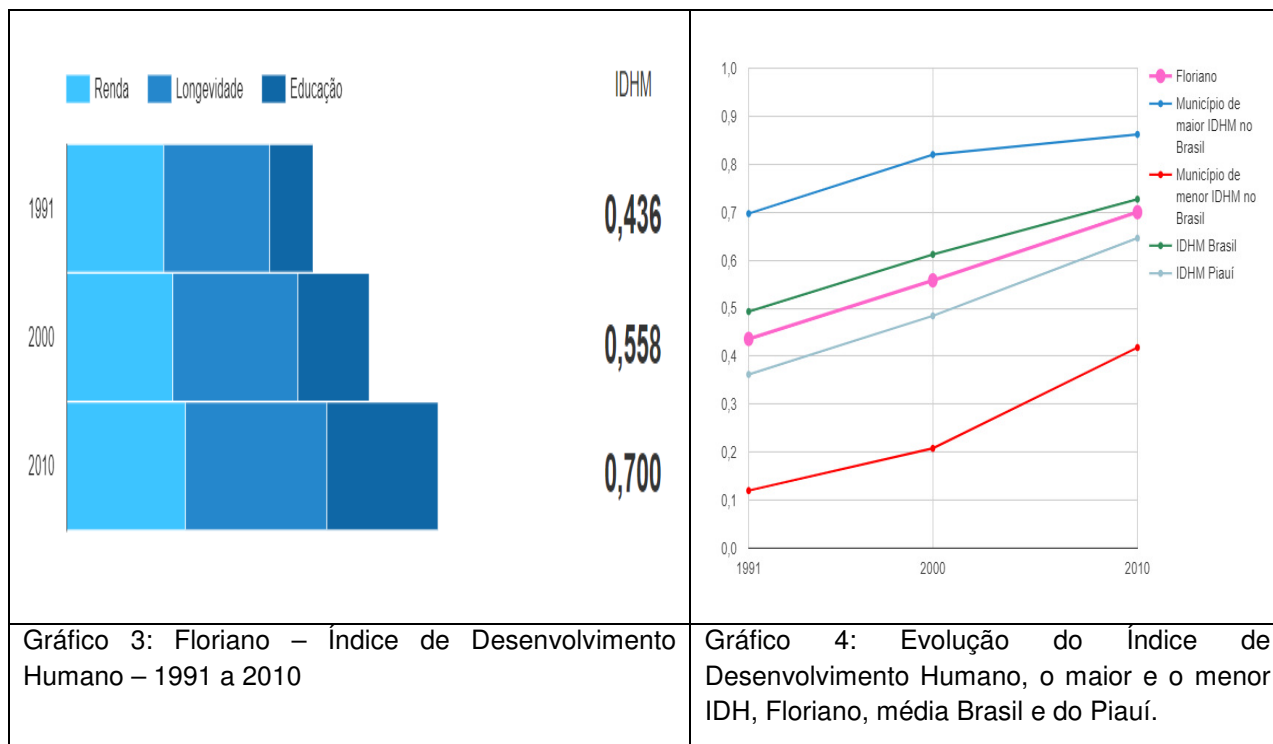 Renda Longevidade Educação IDHM
1991 0,436
2000 0,558
2010 0,700
Gráfico 3: Floriano – Índice de Desenvolvimento
Humano – 1991 a 2010
1,0
0,9
0,8
0,7
0,6
0,5
0,4
0,3
0,2
0,1
0,0
1991 2000 2010
Floriano
Município de
maior IDHM no
Brasil
Município de
menor IDHM no
Brasil
IDHM Brasil
IDHM Piauí
Gráfico 4: Evolução do Índice de
Desenvolvimento Humano, o maior e o menor
IDH, Floriano, média Brasil e do Piauí.